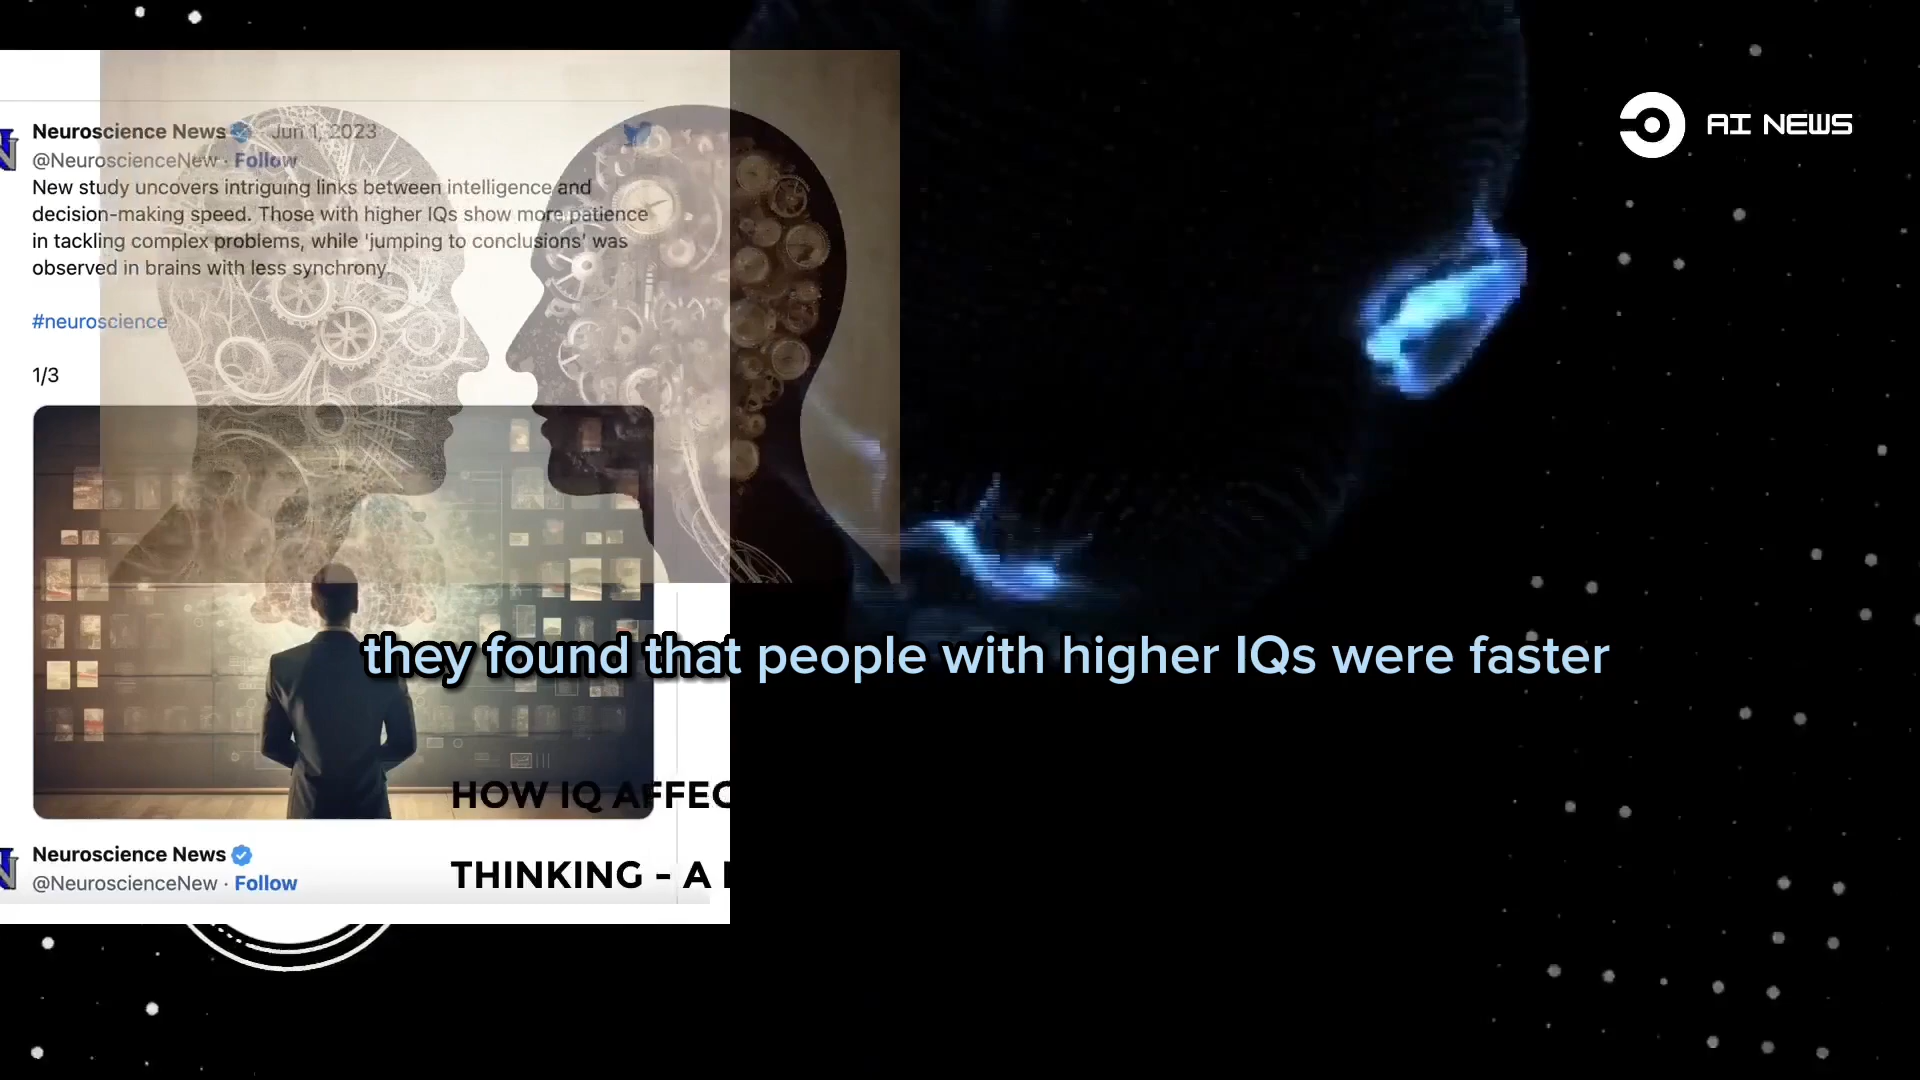 Neuroscience News · Jun 1, 2023
@NeuroscienceNew · Follow
New study uncovers intriguing links between intelligence and
decision-making speed. Those with higher IQs show more patience
in tackling complex problems, while 'jumping to conclusions' was
observed in brains with less synchrony.
#neuroscience
1/3
AI NEWS
they found that people with higher IQs were faster
HOW IQ AFFEC
THINKING - A
Neuroscience News
@NeuroscienceNew · Follow